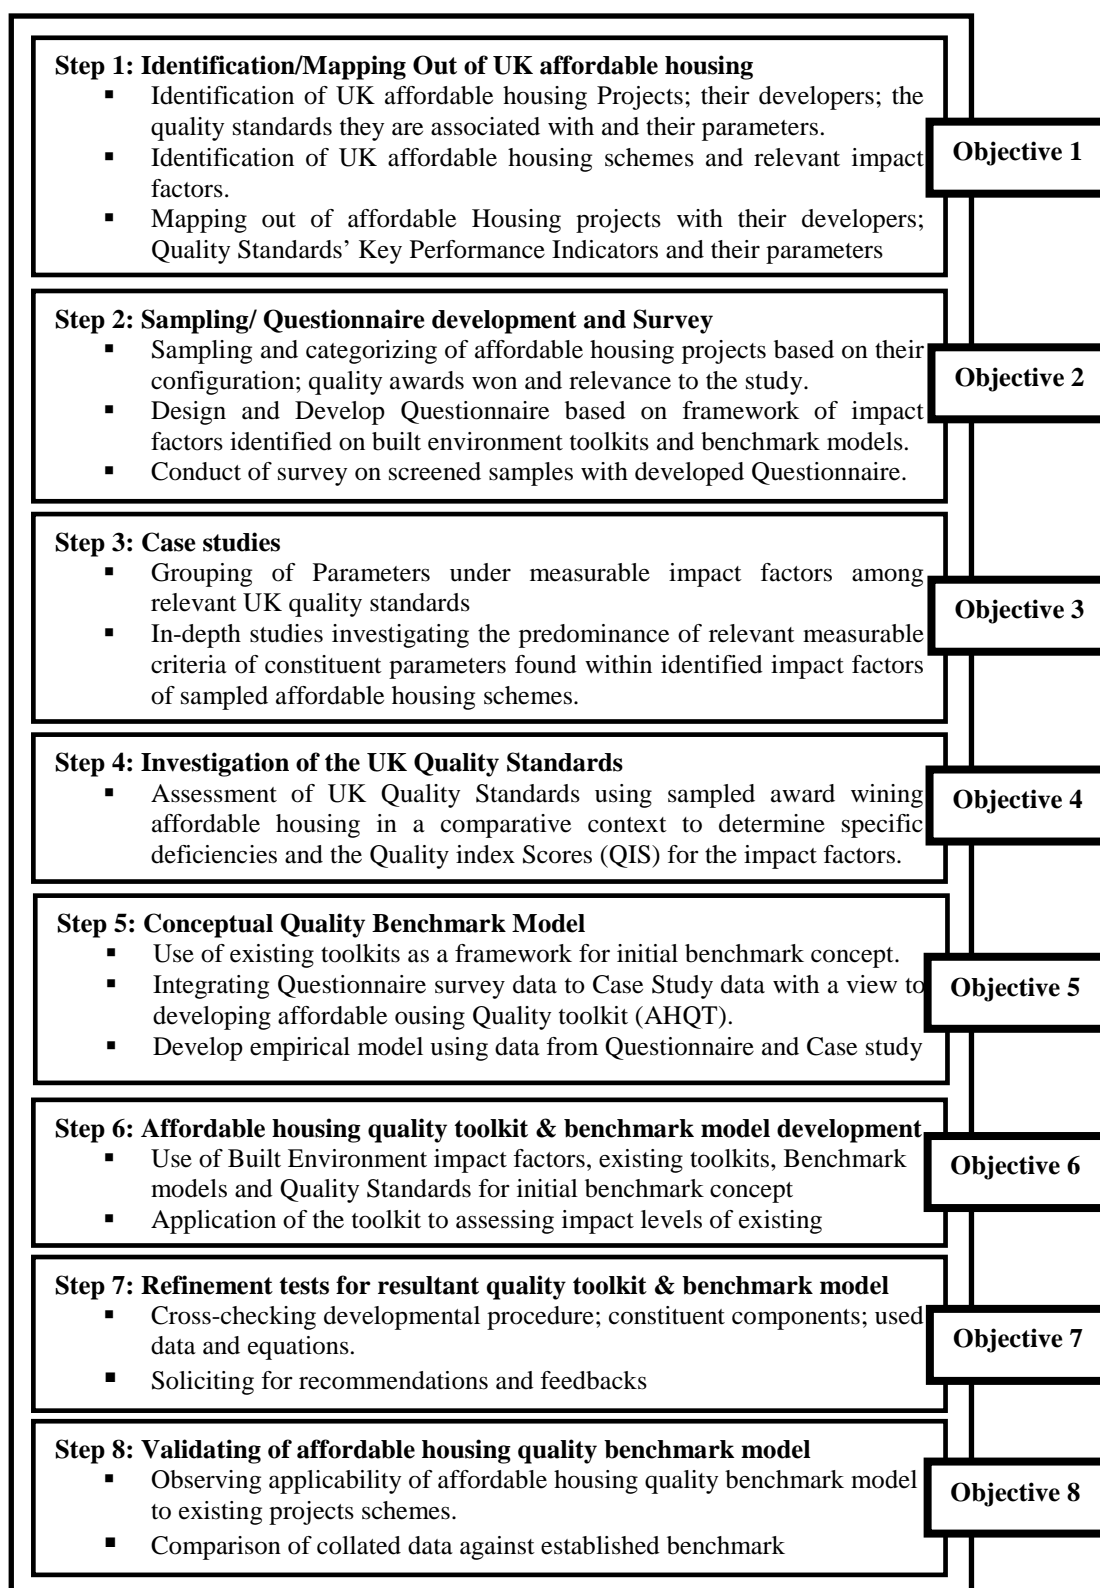 Step 1: Identification/Mapping Out of UK affordable housing
▪ Identification of UK affordable housing Projects; their developers; the
quality standards they are associated with and their parameters.
▪ Identification of UK affordable housing schemes and relevant impact
factors.
▪ Mapping out of affordable Housing projects with their developers;
Quality Standards’ Key Performance Indicators and their parameters
Objective 1
Step 2: Sampling/ Questionnaire development and Survey
▪ Sampling and categorizing of affordable housing projects based on their
configuration; quality awards won and relevance to the study.
▪ Design and Develop Questionnaire based on framework of impact
factors identified on built environment toolkits and benchmark models.
▪ Conduct of survey on screened samples with developed Questionnaire.
Objective 2
Step 3: Case studies
▪ Grouping of Parameters under measurable impact factors among
relevant UK quality standards
▪ In-depth studies investigating the predominance of relevant measurable
criteria of constituent parameters found within identified impact factors
of sampled affordable housing schemes.
Objective 3
Step 4: Investigation of the UK Quality Standards
▪ Assessment of UK Quality Standards using sampled award wining
affordable housing in a comparative context to determine specific
deficiencies and the Quality index Scores (QIS) for the impact factors.
Objective 4
Step 5: Conceptual Quality Benchmark Model
▪ Use of existing toolkits as a framework for initial benchmark concept.
▪ Integrating Questionnaire survey data to Case Study data with a view to
developing affordable ousing Quality toolkit (AHQT).
▪ Develop empirical model using data from Questionnaire and Case study
Objective 5
Step 6: Affordable housing quality toolkit & benchmark model development
▪ Use of Built Environment impact factors, existing toolkits, Benchmark
models and Quality Standards for initial benchmark concept
▪ Application of the toolkit to assessing impact levels of existing
Objective 6
Step 7: Refinement tests for resultant quality toolkit & benchmark model
▪ Cross-checking developmental procedure; constituent components; used
data and equations.
▪ Soliciting for recommendations and feedbacks
Objective 7
Step 8: Validating of affordable housing quality benchmark model
▪ Observing applicability of affordable housing quality benchmark model
to existing projects schemes.
▪ Comparison of collated data against established benchmark
Objective 8